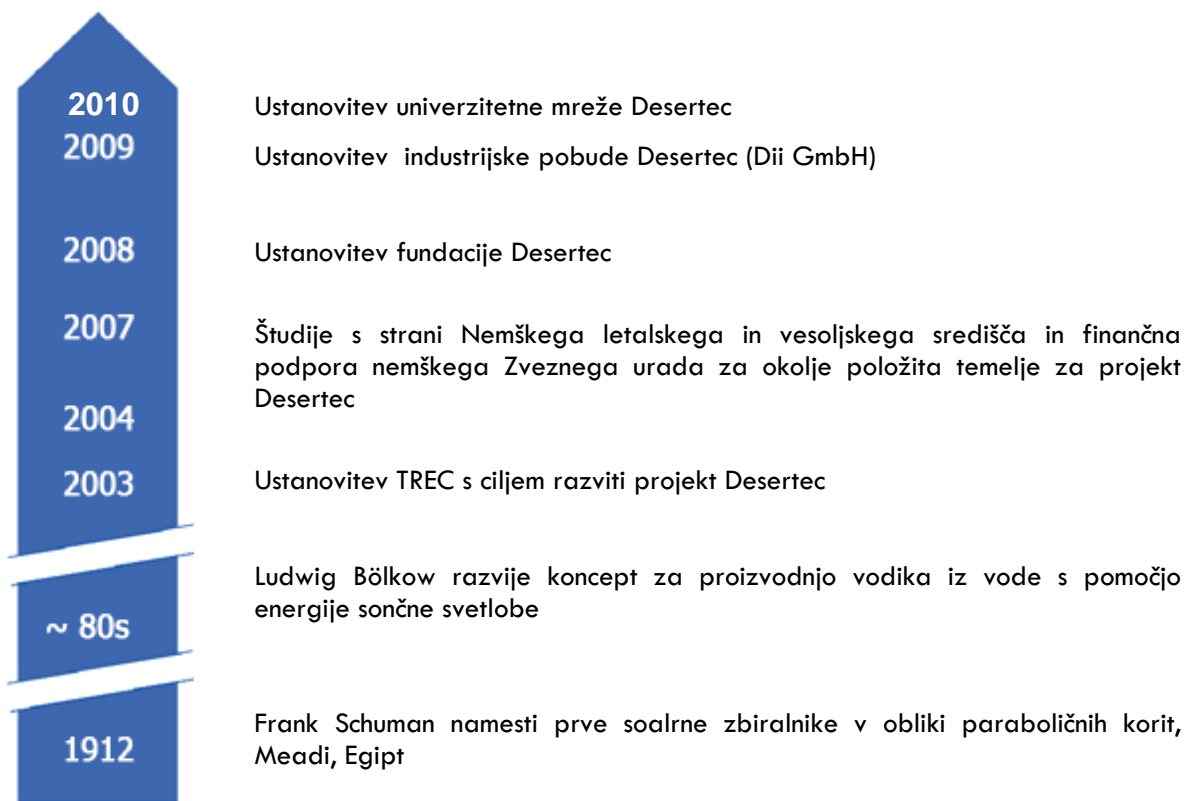 2010 Ustanovitev univerzitetne mreže Desertec
2009 Ustanovitev industrijske pobude Desertec (Dii GmbH)
2008 Ustanovitev fundacije Desertec
2007 Študije s strani Nemškega letalskega in vesoljskega središča in finančna
podpora nemškega Zveznega urada za okolje položita temelje za projekt
Desertec
2004
2003 Ustanovitev TREC s ciljem razviti projekt Desertec
Ludwig Bölkow razvije koncept za proizvodnjo vodika iz vode s pomočjo
energije sončne svetlobe
~ 80s
Frank Schuman namesti prve soalrne zbiralnike v obliki paraboličnih korit,
1912 Meadi, Egipt